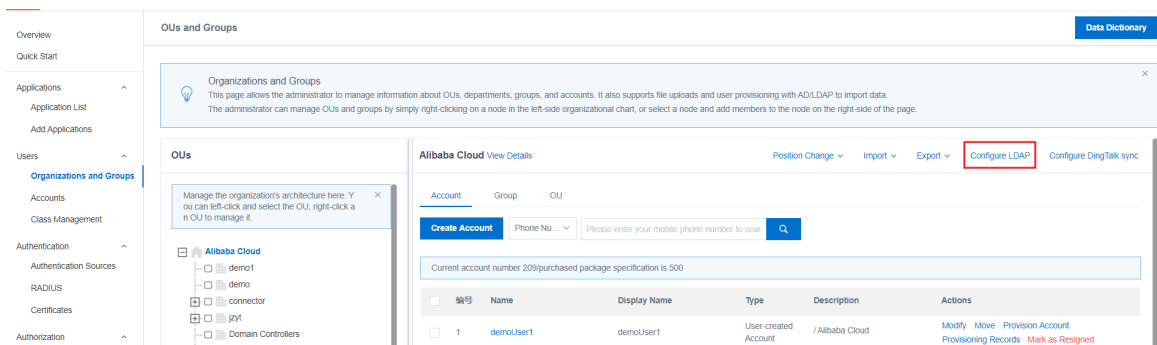 Overview
Quick Start
Applications
Application List
Add Applications
Users
Organizations and Groups
Accounts
Class Management
Authentication
Authentication Sources
RADIUS
Certificates
Authorization
OUs and Groups
Data Dictionary
Organizations and Groups
This page allows the administrator to manage information about OUs, departments, groups, and accounts. It also supports file uploads and user provisioning with AD/LDAP to import data.
The administrator can manage OUs and groups by simply right-clicking on a node in the left-side organizational chart, or select a node and add members to the node on the right-side of the page.
OUs
Manage the organization's architecture here. Y
ou can left-click and select the OU, right-click a
n OU to manage it.
Alibaba Cloud
demo1
demo
connector
jzyt
Domain Controllers
Alibaba Cloud View Details
Position Change Import Export Configure LDAP Configure DingTalk sync
Account Group OU
Create Account Phone Nu... Please enter your mobile phone number to sear
Current account number 209/purchased package specification is 500
编号 Name Display Name Type Description Actions
1 demoUser1 demoUser1 User-created Account / Alibaba Cloud Modify Move Provision Account
Provisioning Records Mark as Resigned